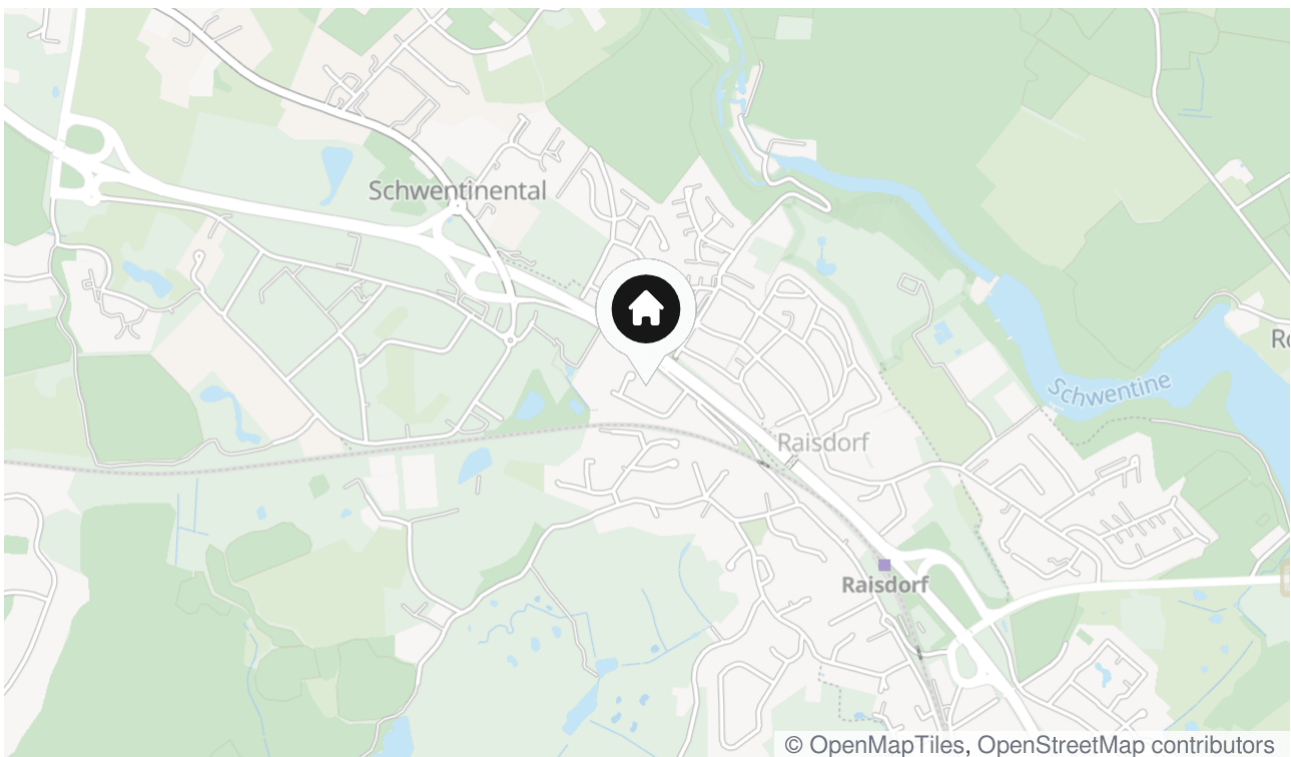 Schwentinental
Schwentine
Raisdorf
Raisdorf
© OpenMapTiles, OpenStreetMap contributors